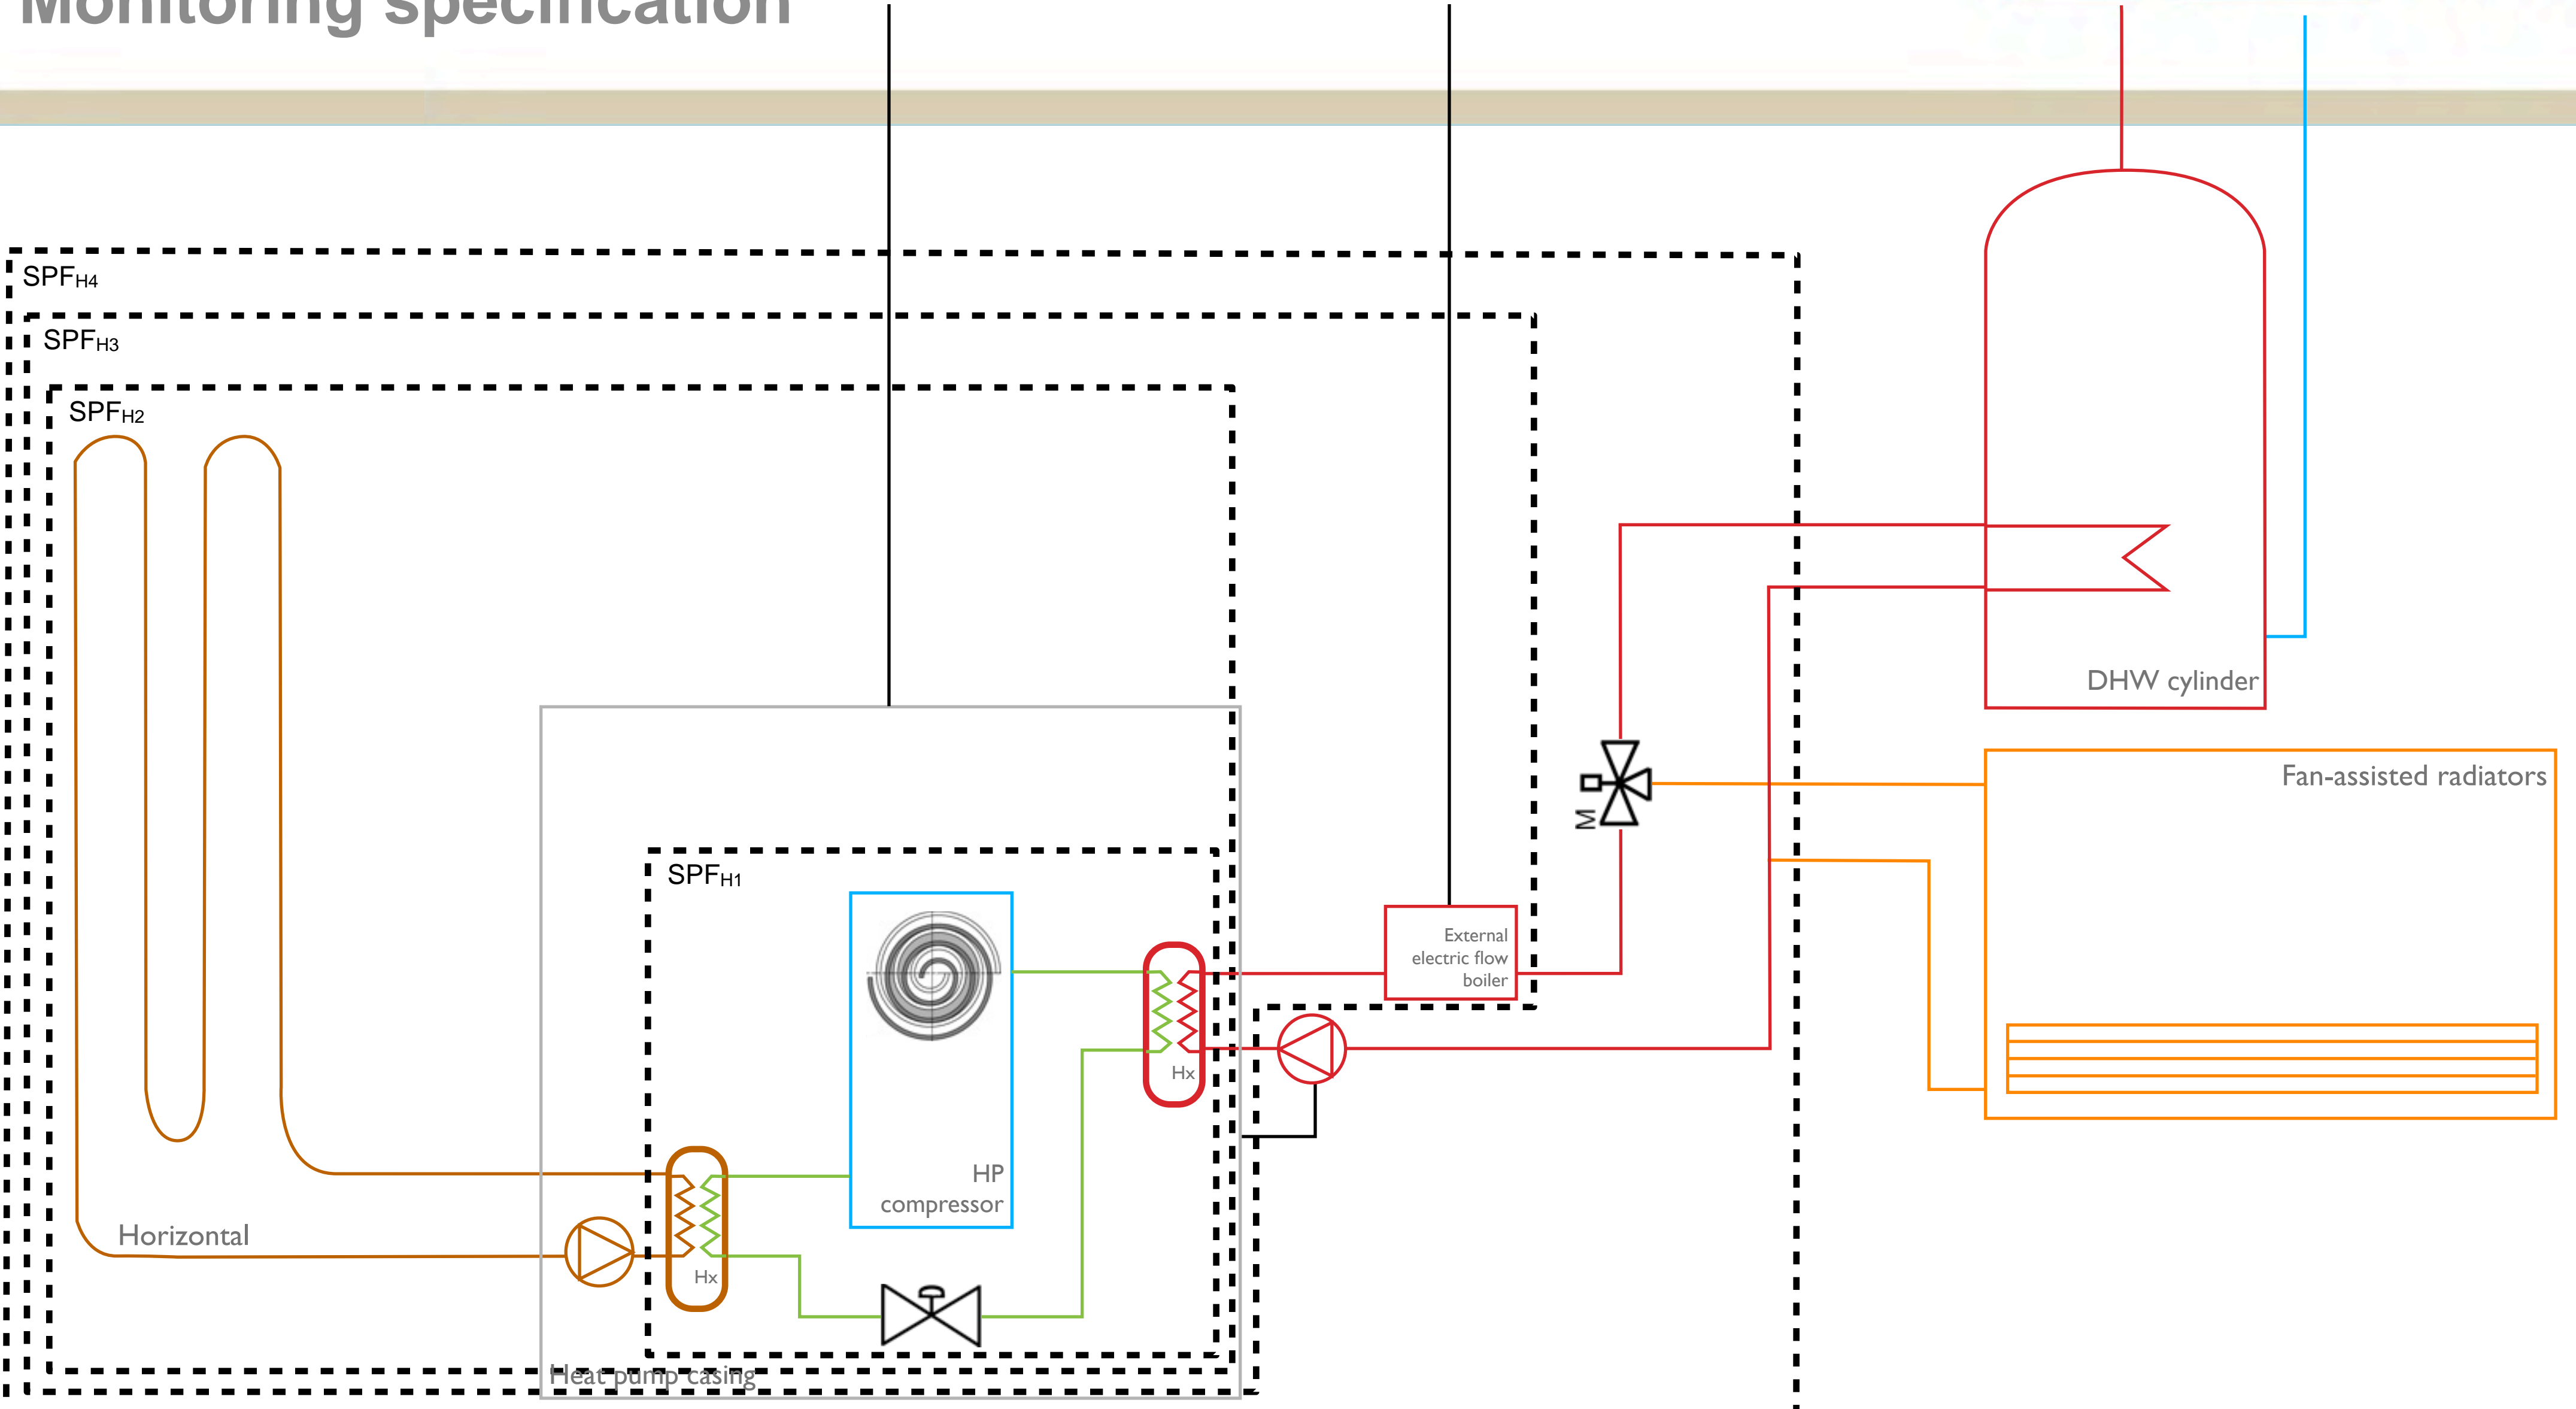 Monitoring specification
SPFH4
SPFH3
SPFH2
DHW cylinder
Fan-assisted radiators
M
SPFH1
External
electric flow
boiler
Hx
HP
compressor
Horizontal
Hx
Heat pump casing